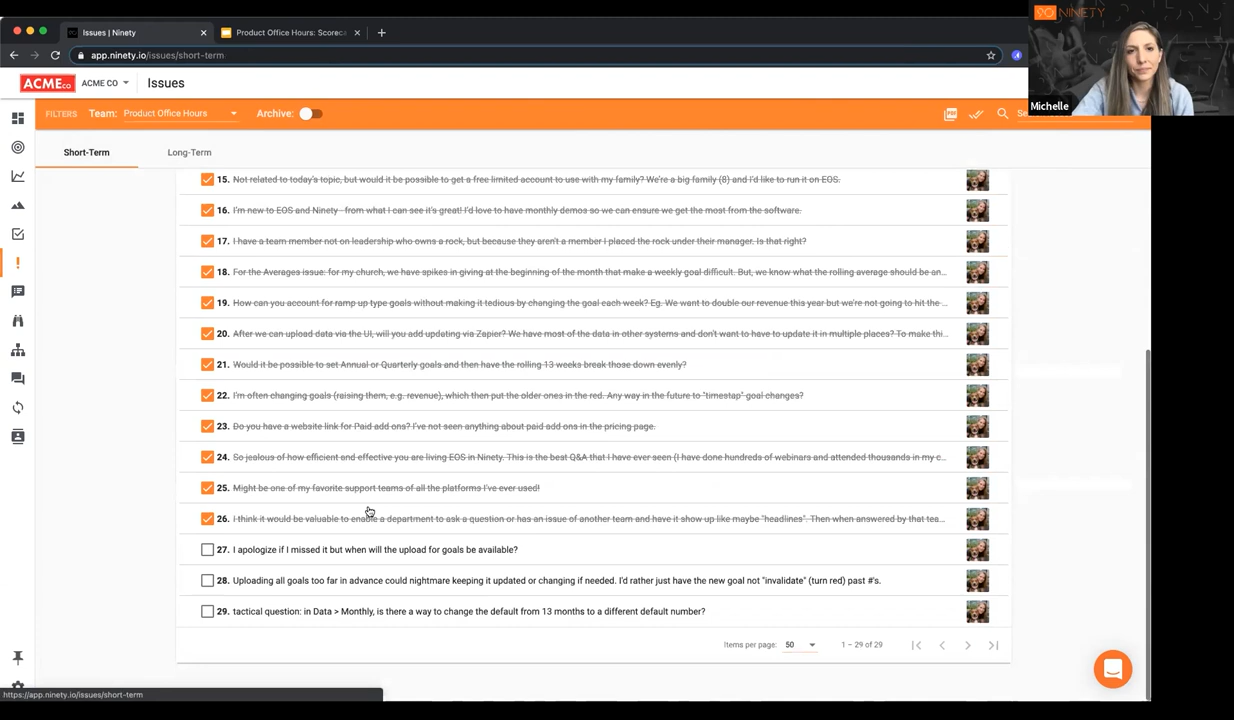 Issues | Ninety
Product Office Hours: Scoreca
app.ninety.io/issues/short-term
NINETY
Michelle
ACMECO
ACME CO
Issues
FILTERS
Team:
Product Office Hours
Archive:
Short-Term
Long-Term
15. Not related to today's topic, but would it be possible to get a free limited account to use with my family? We're a big family (8) and I'd like to run it on EOS.
16. I'm new to EOS and Ninety - from what I can see it's great! I'd love to have monthly demos so we can ensure we get the most from the software.
17. I have a team member not on leadership who owns a rock, but because they aren't a member I placed the rock under their manager. Is that right?
18. For the Averages issue: for my church, we have spikes in giving at the beginning of the month that make a weekly goal difficult. But, we know what the rolling average should be an...
19. How can you account for ramp up type goals without making it tedious by changing the goal each week? Eg. We want to double our revenue this year but we're not going to hit the ...
20. After we can upload data via the UI, will you add updating via Zapier? We have most of the data in other systems and don't want to have to update it in multiple places? To make thi...
21. Would it be possible to set Annual or Quarterly goals and then have the rolling 13 weeks break those down evenly?
22. I'm often changing goals (raising them, e.g. revenue), which then put the older ones in the red. Any way in the future to "timestap" goal changes?
23. Do you have a website link for Paid add ons? I've not seen anything about paid add ons in the pricing page.
24. So jealous of how efficient and effective you are living EOS in Ninety. This is the best Q&A that I have ever seen (I have done hundreds of webinars and attended thousands in my c...
25. Might be one of my favorite support teams of all the platforms I've ever used!
26. I think it would be valuable to enable a department to ask a question or has an issue of another team and have it show up like maybe "headlines". Then when answered by that tea...
27. I apologize if I missed it but when will the upload for goals be available?
28. Uploading all goals too far in advance could nightmare keeping it updated or changing if needed. I'd rather just have the new goal not "invalidate" (turn red) past #'s.
29. tactical question: in Data > Monthly, is there a way to change the default from 13 months to a different default number?
Items per page:
50
1 – 29 of 29
https://app.ninety.io/issues/short-term